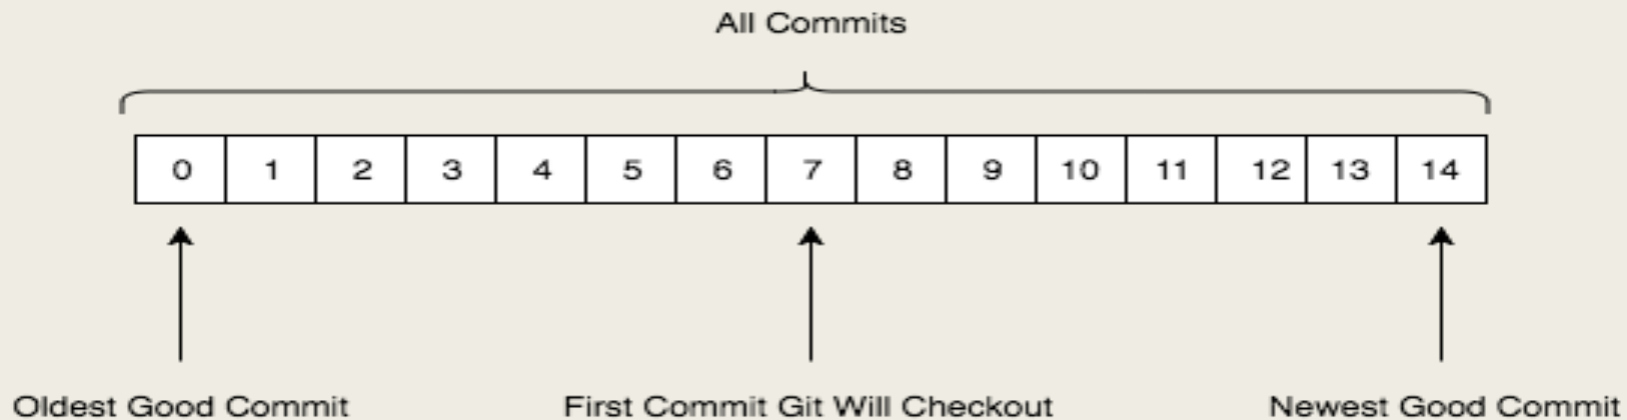 All Commits
0 1 2 3 4 5 6 7 8 9 10 11 12 13 14
Oldest Good Commit First Commit Git Will Checkout Newest Good Commit